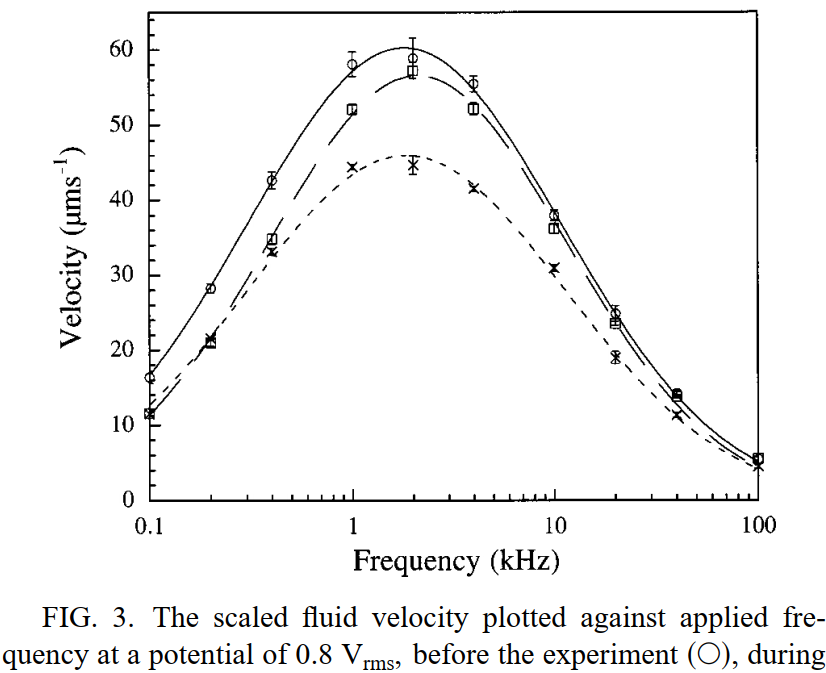 60
50
40
30
20
10
0
Velocity (μms⁻¹)
0.1 1 10 100
Frequency (kHz)
FIG. 3. The scaled fluid velocity plotted against applied fre-
quency at a potential of 0.8 Vrms, before the experiment (○), during